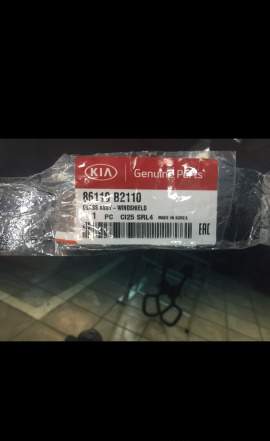 KIA Genuine Parts
86110 B2110
GLASS ASSY - WINDSHIELD
1 PC CI25 SRL4 MADE IN KOREA
EAC